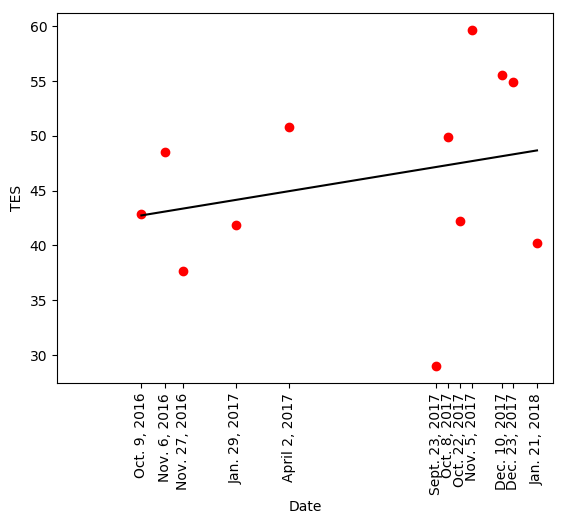 60
55
50
45
40
35
30
TES
Oct. 9, 2016
Nov. 6, 2016
Nov. 27, 2016
Jan. 29, 2017
April 2, 2017
Sept. 23, 2017
Oct. 8, 2017
Oct. 22, 2017
Nov. 5, 2017
Dec. 10, 2017
Dec. 23, 2017
Jan. 21, 2018
Date